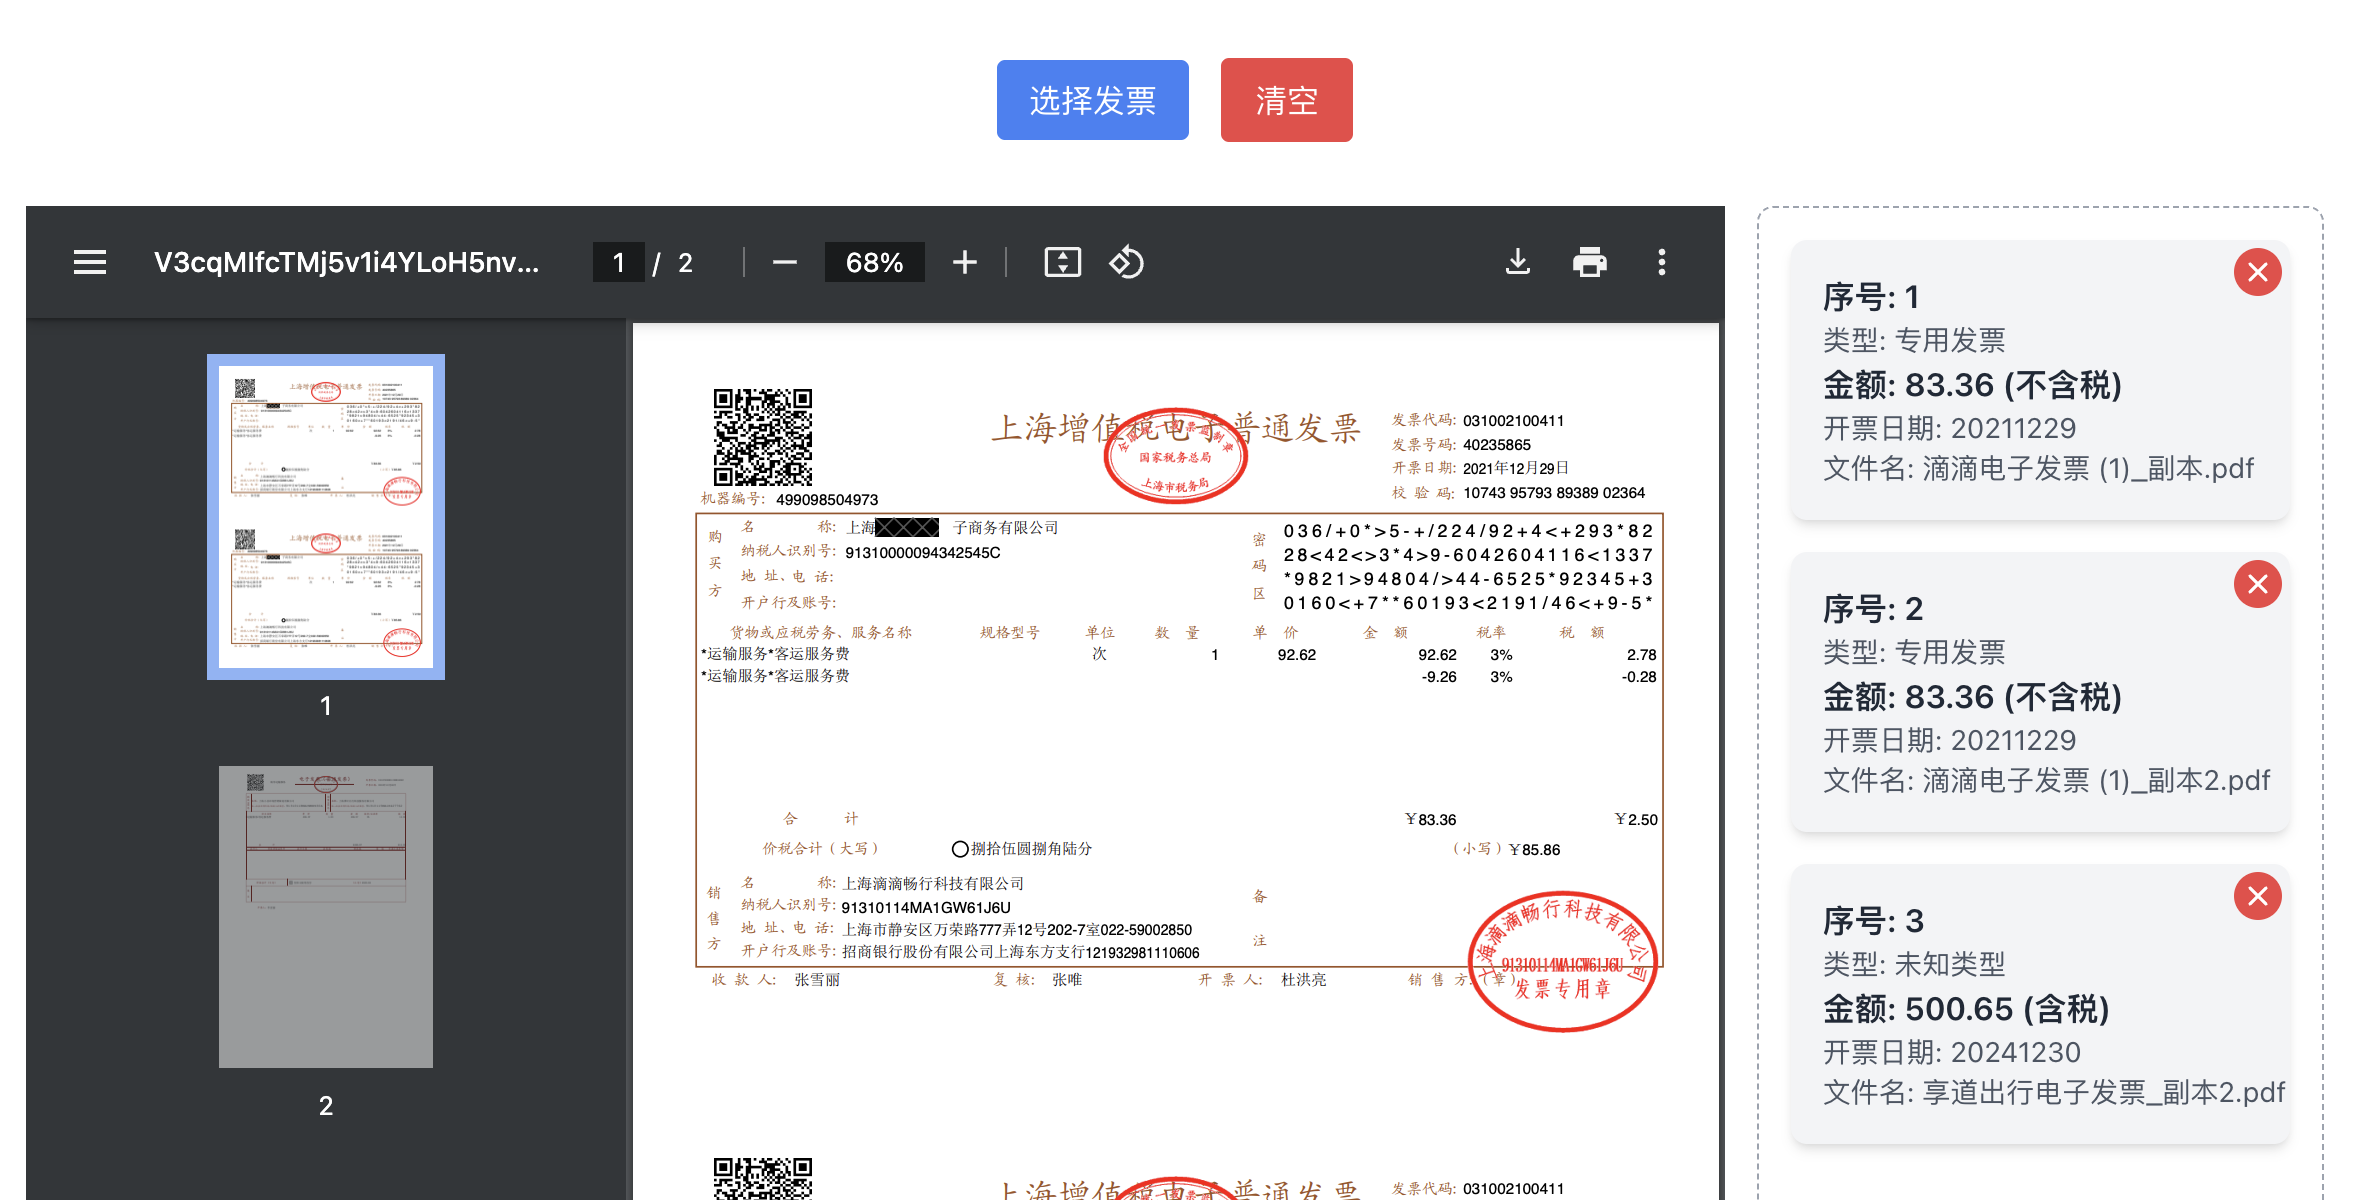 选择发票
清空
V3cqMlfcTMj5v1i4YLoH5nv...
1 / 2
68%
1
2
上海增值税电子普通发票
全国统一发票监制章
国家税务总局
上海市税务局
发票代码: 031002100411
发票号码: 40235865
开票日期: 2021年12月29日
校 验 码: 10743 95793 89389 02364
机器编号: 499098504973
购买方
名 称: 上海 子商务有限公司
纳税人识别号: 91310000094342545C
地 址、电 话:
开户行及账号:
密码区
036/+0*>5-+/224/92+4<+293*82
28<42<>3*4>9-6042604116<1337
*9821>94804/>44-6525*92345+3
0160<+7**60193<2191/46<+9-5*
货物或应税劳务、服务名称 规格型号 单位 数 量 单 价 金 额 税率 税 额
*运输服务*客运服务费 次 1 92.62 92.62 3% 2.78
*运输服务*客运服务费 -9.26 3% -0.28
合 计 ￥83.36 ￥2.50
价税合计（大写） 捌拾伍圆捌角陆分 （小写）￥85.86
销售方
名 称: 上海滴滴畅行科技有限公司
纳税人识别号: 91310114MA1GW61J6U
地 址、电 话: 上海市静安区万荣路777弄12号202-7室022-59002850
开户行及账号: 招商银行股份有限公司上海东方支行121932981110606
备注
收 款 人: 张雪丽 复 核: 张唯 开 票 人: 杜洪亮 销 售 方:（章）
上海滴滴畅行科技有限公司
91310114MA1GW61J6U
发票专用章
上海增值税电子普通发票
发票代码: 031002100411
序号: 1
类型: 专用发票
金额: 83.36 (不含税)
开票日期: 20211229
文件名: 滴滴电子发票 (1)_副本.pdf
序号: 2
类型: 专用发票
金额: 83.36 (不含税)
开票日期: 20211229
文件名: 滴滴电子发票 (1)_副本2.pdf
序号: 3
类型: 未知类型
金额: 500.65 (含税)
开票日期: 20241230
文件名: 享道出行电子发票_副本2.pdf